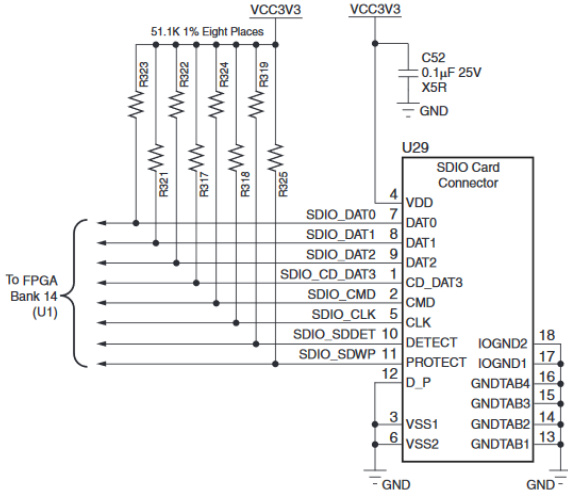 VCC3V3 VCC3V3
51.1K 1% Eight Places
R323 R322 R324 R319
R321 R317 R318 R325
C52
0.1µF 25V
X5R
GND
U29
SDIO Card
Connector
4 VDD
SDIO_DAT0 7 DAT0
SDIO_DAT1 8 DAT1
SDIO_DAT2 9 DAT2
SDIO_CD_DAT3 1 CD_DAT3
SDIO_CMD 2 CMD
SDIO_CLK 5 CLK
SDIO_SDDET 10 DETECT IOGND2 18
SDIO_SDWP 11 PROTECT IOGND1 17
12 D_P GNDTAB4 16
GNDTAB3 15
3 VSS1 GNDTAB2 14
6 VSS2 GNDTAB1 13
GND GND
To FPGA
Bank 14
(U1)